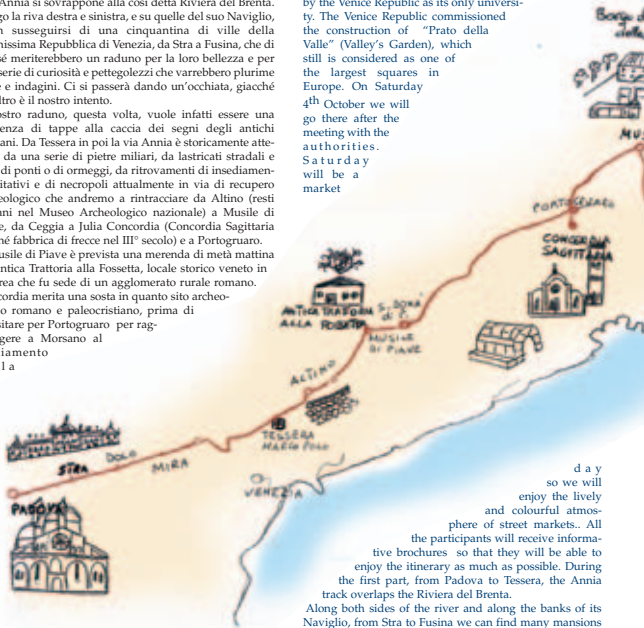 Annia si sovrappone alla così detta Riviera del Brenta.
go la riva destra e sinistra, e su quelle del suo Naviglio,
n susseguirsi di una cinquantina di ville della
nissima Repubblica di Venezia, da Stra a Fusina, che di
sé meriterebbero un raduno per la loro bellezza e per
serie di curiosità e pettegolezzi che varrebbero plurime
e e indagini. Ci si passerà dando un'occhiata, giacché
ltro è il nostro intento.
ostro raduno, questa volta, vuole infatti essere una
enza di tappe alla caccia dei segni degli antichi
ani. Da Tessera in poi la via Annia è storicamente atte-
da una serie di pietre miliari, da lastricati stradali e
di ponti o di ormeggi, da ritrovamenti di insediamen-
itativi e di necropoli attualmente in via di recupero
eologico che andremo a rintracciare da Altino (resti
ani nel Museo Archeologico nazionale) a Musile di
e, da Ceggia a Julia Concordia (Concordia Sagittaria
hé fabbrica di frecce nel III° secolo) e a Portogruaro.
usile di Piave è prevista una merenda di metà mattina
ntica Trattoria alla Fossetta, locale storico veneto in
rea che fu sede di un agglomerato rurale romano.
cordia merita una sosta in quanto sito archeo-
o romano e paleocristiano, prima di
sitare per Portogruaro per rag-
gere a Morsano al
iamento
l a
by the Venice Republic as its only universi-
ty. The Venice Republic commissioned
the construction of "Prato della
Valle" (Valley's Garden), which
still is considered as one of
the largest squares in
Europe. On Saturday
4th October we will
go there after the
meeting with the
authorities.
Saturday
will be a
market
day
so we will
enjoy the lively
and colourful atmos-
phere of street markets.. All
the participants will receive informa-
tive brochures so that they will be able to
enjoy the itinerary as much as possible. During
the first part, from Padova to Tessera, the Annia
track overlaps the Riviera del Brenta.
Along both sides of the river and along the banks of its
Naviglio, from Stra to Fusina we can find many mansions
PORTOGRUARO
CONCORDIA
SAGITTARIA
ANTICA TRATTORIA
ALLA FOSSETTA
S. DONÀ
di P.
MUSILE
DI PIAVE
ALTINO
TESSERA
MARCO POLO
STRA
DOLO
MIRA
VENEZIA
PADOVA